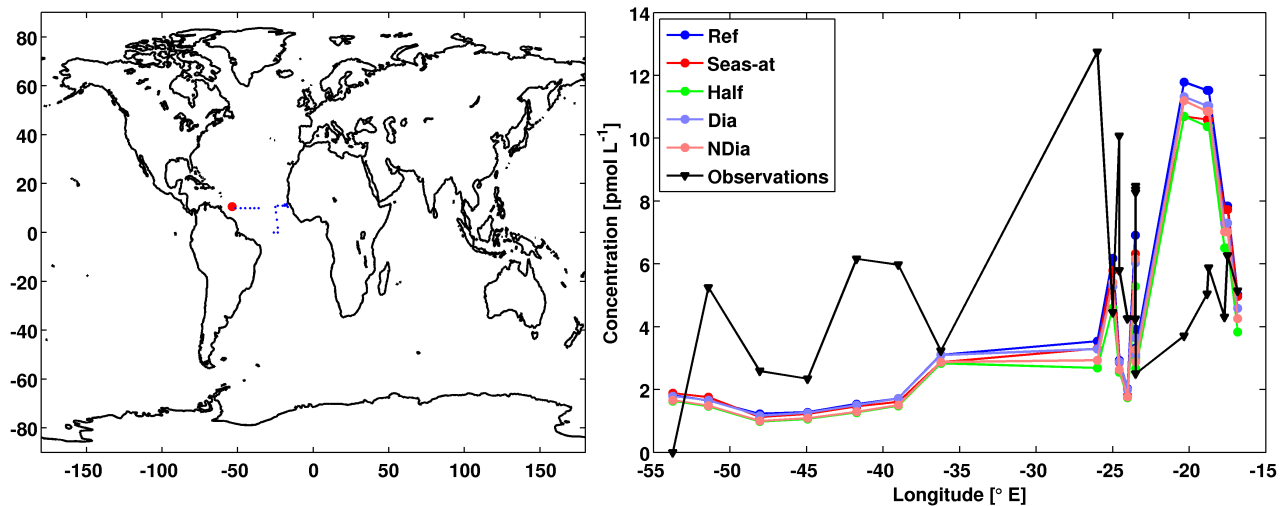 80
60
40
20
0
-20
-40
-60
-80
-150 -100 -50 0 50 100 150
14
12
10
8
6
4
2
0
Concentration [pmol L-1]
Ref
Seas-at
Half
Dia
NDia
Observations
-55 -50 -45 -40 -35 -30 -25 -20 -15
Longitude [° E]